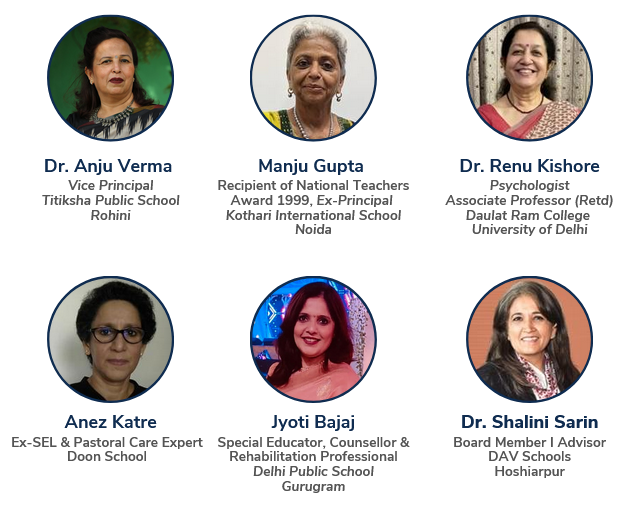 Dr. Anju Verma
Vice Principal
Titiksha Public School
Rohini
Manju Gupta
Recipient of National Teachers
Award 1999, Ex-Principal
Kothari International School
Noida
Dr. Renu Kishore
Psychologist
Associate Professor (Retd)
Daulat Ram College
University of Delhi
Anez Katre
Ex-SEL & Pastoral Care Expert
Doon School
Jyoti Bajaj
Special Educator, Counsellor &
Rehabilitation Professional
Delhi Public School
Gurugram
Dr. Shalini Sarin
Board Member I Advisor
DAV Schools
Hoshiarpur